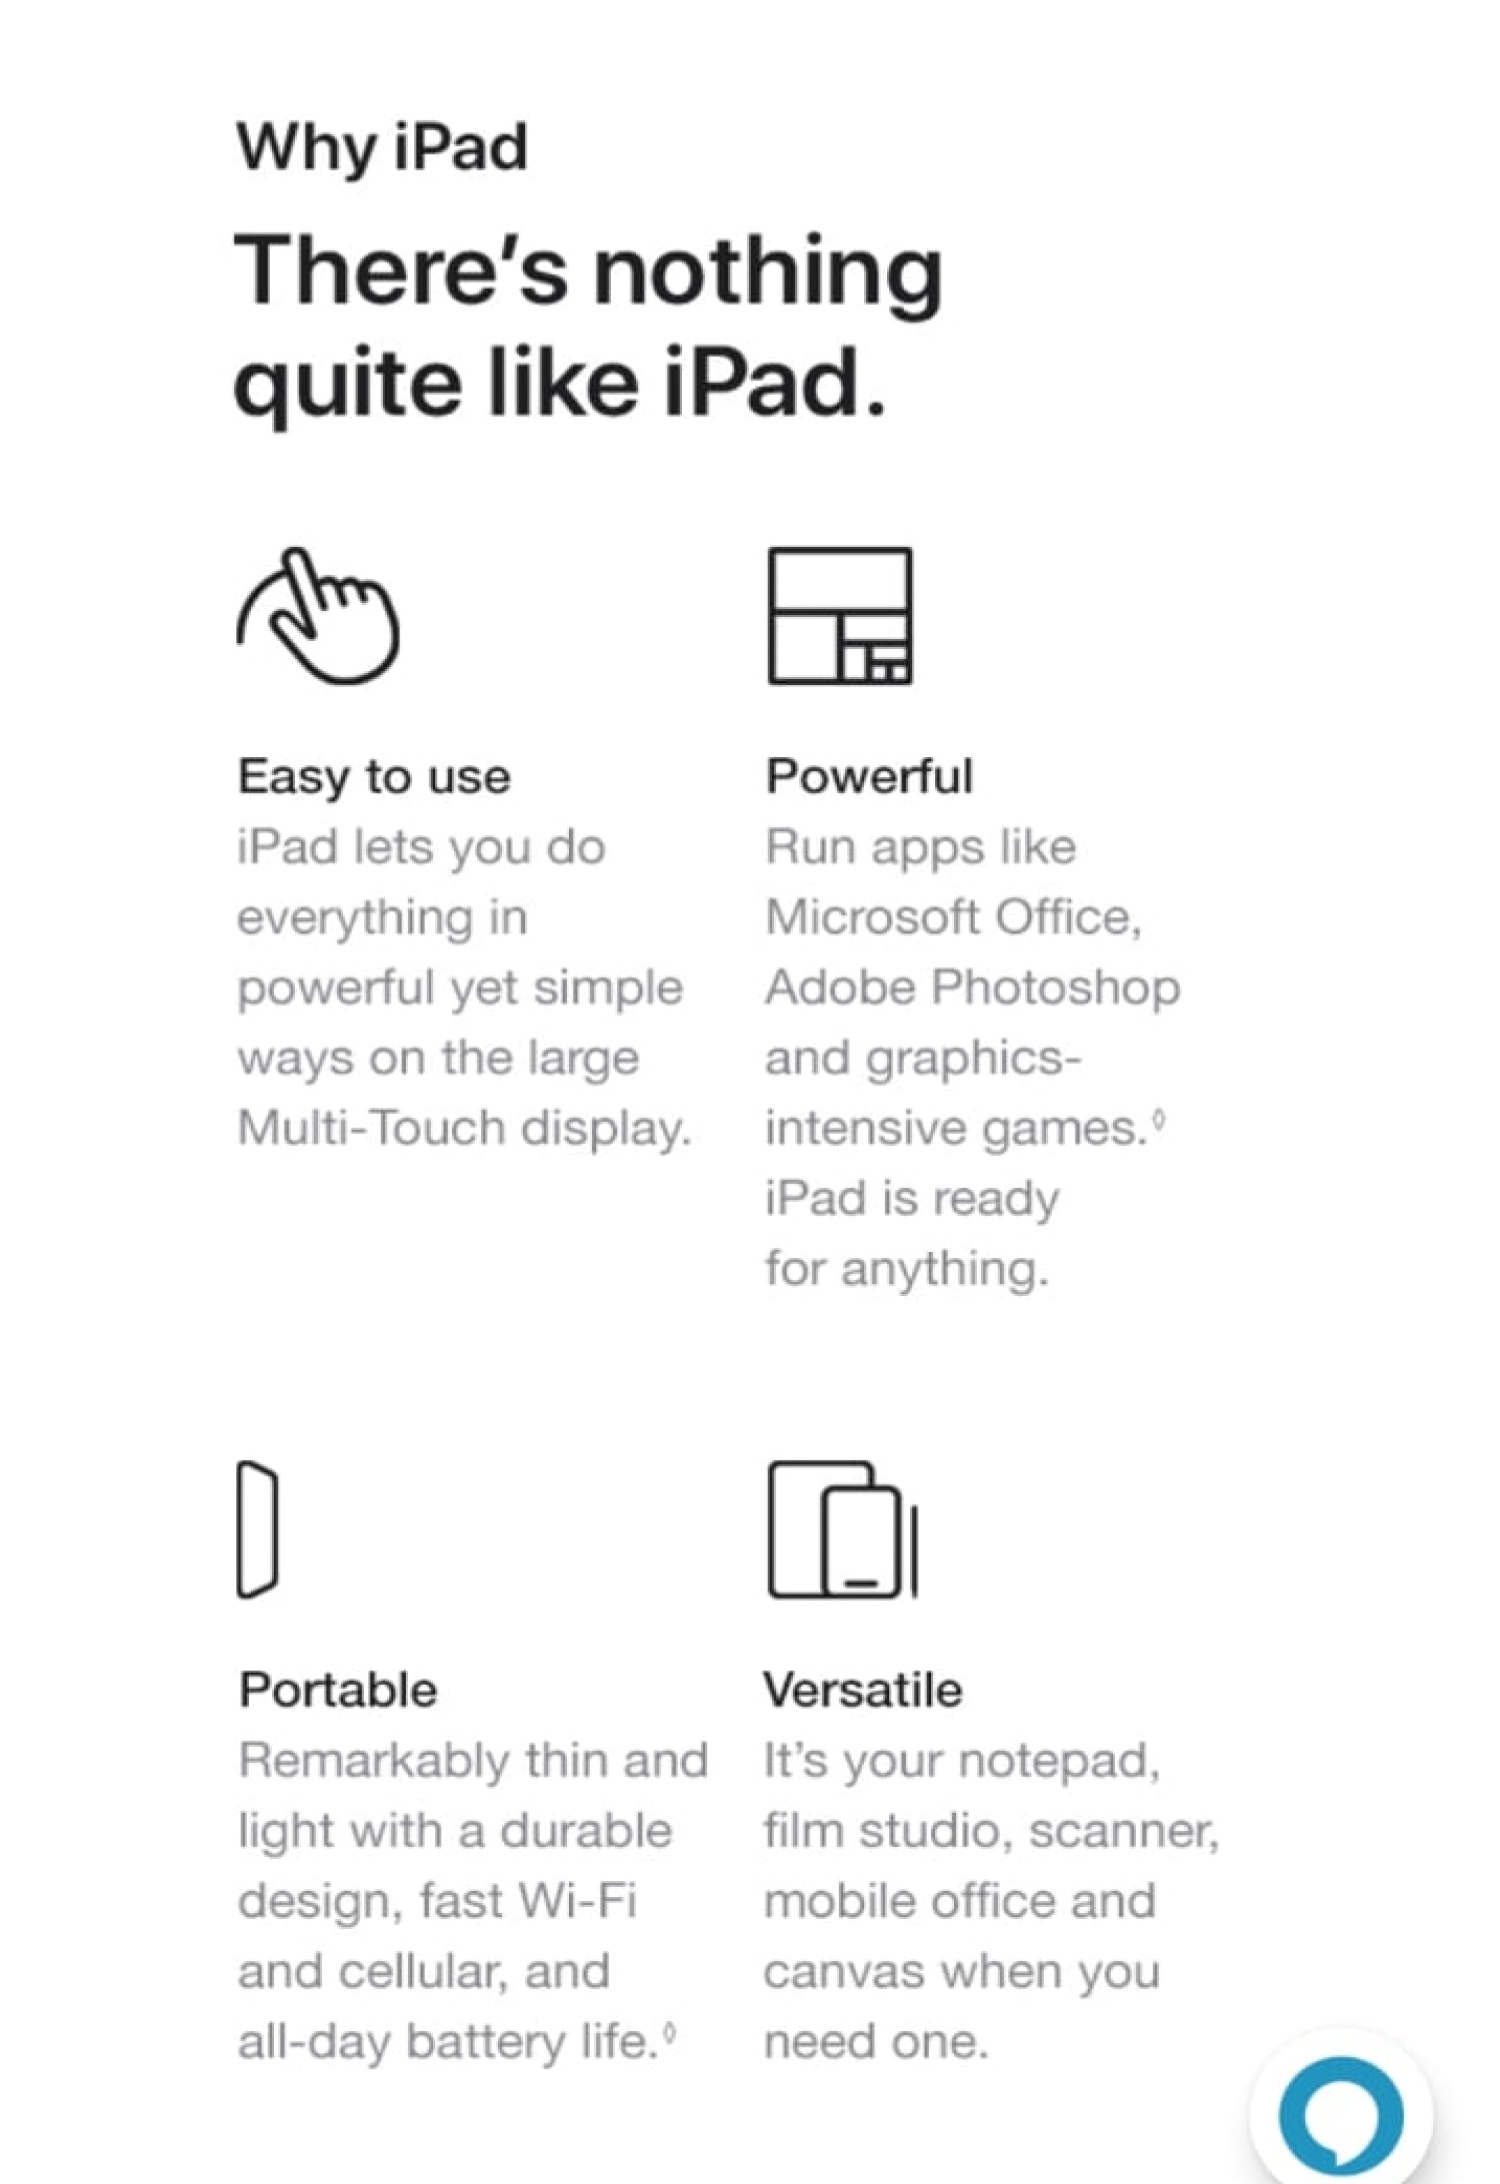 Why iPad
There’s nothing
quite like iPad.
Easy to use
iPad lets you do
everything in
powerful yet simple
ways on the large
Multi-Touch display.
Powerful
Run apps like
Microsoft Office,
Adobe Photoshop
and graphics-
intensive games.◊
iPad is ready
for anything.
Portable
Remarkably thin and
light with a durable
design, fast Wi-Fi
and cellular, and
all-day battery life.◊
Versatile
It’s your notepad,
film studio, scanner,
mobile office and
canvas when you
need one.